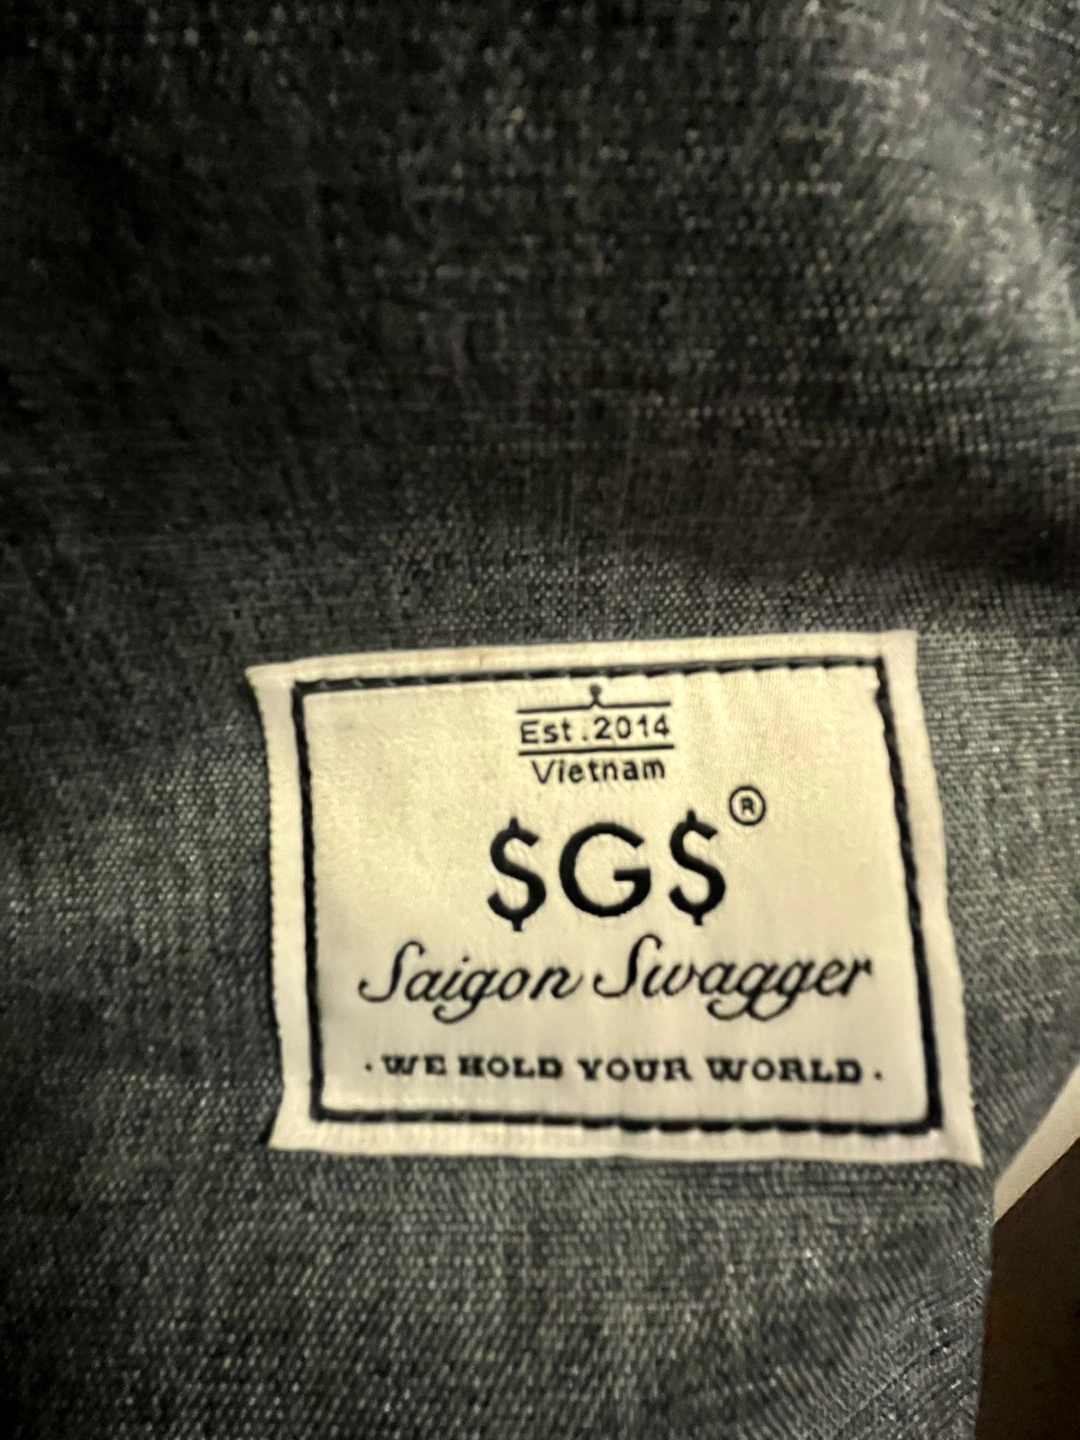 Est.2014
Vietnam
$G$®
Saigon Swagger
· WE HOLD YOUR WORLD ·